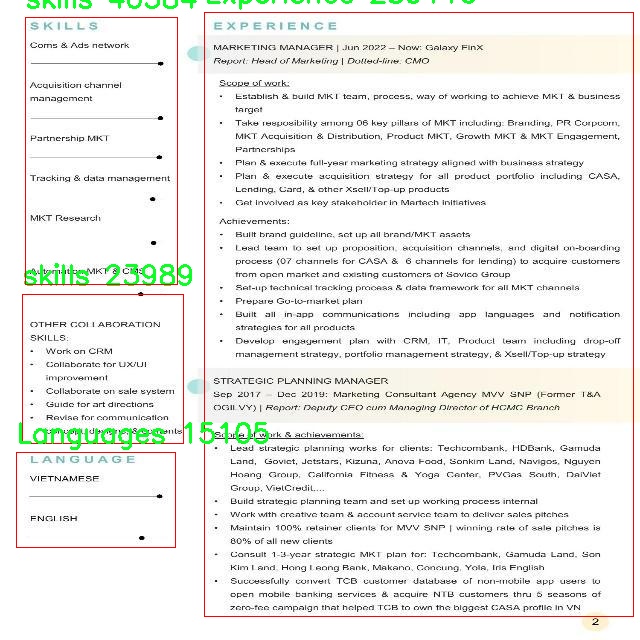 skills 40584 Experience 259116
SKILLS
Coms & Ads network
Acquisition channel
management
Partnership MKT
Tracking & data management
MKT Research
Automation MKT & CMS
skills 23989
OTHER COLLABORATION
SKILLS:
• Work on CRM
• Collaborate for UX/UI
improvement
• Collaborate on sale system
• Guide for art directions
• Revise for communication
Languages 15105
LANGUAGE
VIETNAMESE
ENGLISH
EXPERIENCE
MARKETING MANAGER | Jun 2022 – Now: Galaxy FinX
Report: Head of Marketing | Dotted-line: CMO
Scope of work:
• Establish & build MKT team, process, way of working to achieve MKT & business
target
• Take resposibility among 06 key pillars of MKT including: Branding, PR Corpcom,
MKT Acquisition & Distribution, Product MKT, Growth MKT & MKT Engagement,
Partnerships
• Plan & execute full-year marketing strategy aligned with business strategy
• Plan & execute acquisition strategy for all product portfolio including CASA,
Lending, Card, & other Xsell/Top-up products
• Get involved as key stakeholder in Martech Initiatives
Achievements:
• Built brand guideline, set up all brand/MKT assets
• Lead team to set up proposition, acquisition channels, and digital on-boarding
process (07 channels for CASA & 6 channels for lending) to acquire customers
from open market and existing customers of Sovico Group
• Set-up technical tracking process & data framework for all MKT channels
• Prepare Go-to-market plan
• Built all in-app communications including app languages and notification
strategies for all products
• Develop engagement plan with CRM, IT, Product team including drop-off
management strategy, portfolio management strategy, & Xsell/Top-up strategy
STRATEGIC PLANNING MANAGER
Sep 2017 – Dec 2019: Marketing Consultant Agency MVV SNP (Former T&A
OGILVY) | Report: Deputy CEO cum Managing Director of HCMC Branch
Scope of work & achievements:
• Lead strategic planning works for clients: Techcombank, HDBank, Gamuda
Land, Goviet, Jetstars, Kizuna, Anova Food, Sonkim Land, Navigos, Nguyen
Hoang Group, California Fitness & Yoga Center, PVGas South, DaiViet
Group, VietCredit,...
• Build strategic planning team and set up working process internal
• Work with creative team & account service team to deliver sales pitches
• Maintain 100% retainer clients for MVV SNP | winning rate of sale pitches is
80% of all new clients
• Consult 1-3-year strategic MKT plan for: Techcombank, Gamuda Land, Son
Kim Land, Hong Leong Bank, Makano, Concung, Yola, Iris English
• Successfully convert TCB customer database of non-mobile app users to
open mobile banking services & acquire NTB customers thru 5 seasons of
zero-fee campaign that helped TCB to own the biggest CASA profile in VN
2